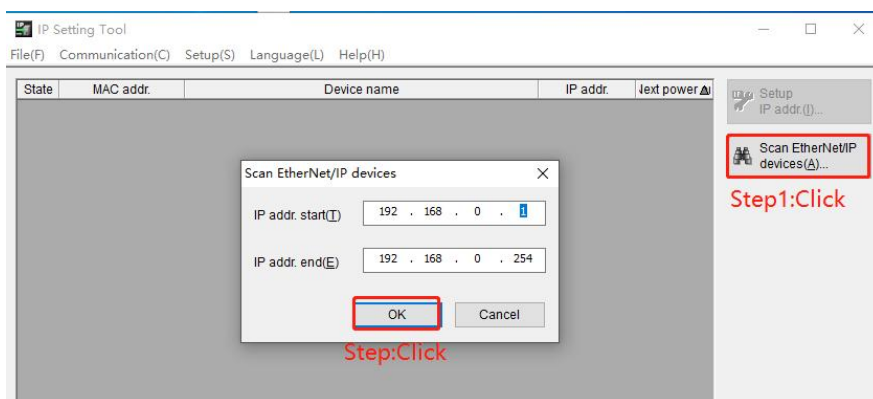 IP Setting Tool
File(F) Communication(C) Setup(S) Language(L) Help(H)
State MAC addr. Device name IP addr. Next power
Setup
IP addr.(I)...
Scan EtherNet/IP
devices(A)...
Step1:Click
Scan EtherNet/IP devices
IP addr. start(T) 192 . 168 . 0 . 1
IP addr. end(E) 192 . 168 . 0 . 254
OK Cancel
Step:Click